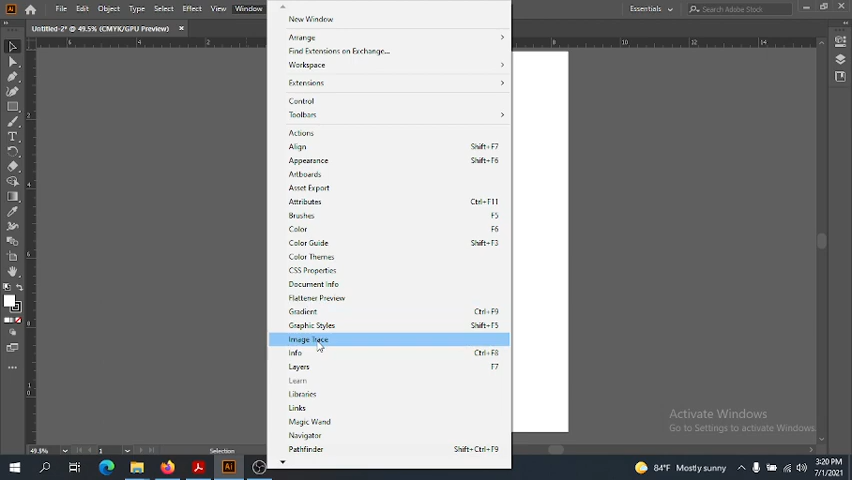 File Edit Object Type Select Effect View Window Essentials Search Adobe Stock
Untitled-2* @ 49.5% (CMYK/GPU Preview) ×
New Window
Arrange
Find Extensions on Exchange...
Workspace
Extensions
Control
Toolbars
Actions
Align Shift+F7
Appearance Shift+F6
Artboards
Asset Export
Attributes Ctrl+F11
Brushes F5
Color F6
Color Guide Shift+F3
Color Themes
CSS Properties
Document Info
Flattener Preview
Gradient Ctrl+F9
Graphic Styles Shift+F5
Image Trace
Info Ctrl+F8
Layers F7
Learn
Libraries
Links
Magic Wand
Navigator
Pathfinder Shift+Ctrl+F9
Activate Windows
Go to Settings to activate Windows.
49.5% 1 Selection
84°F Mostly sunny 3:20 PM
7/1/2021